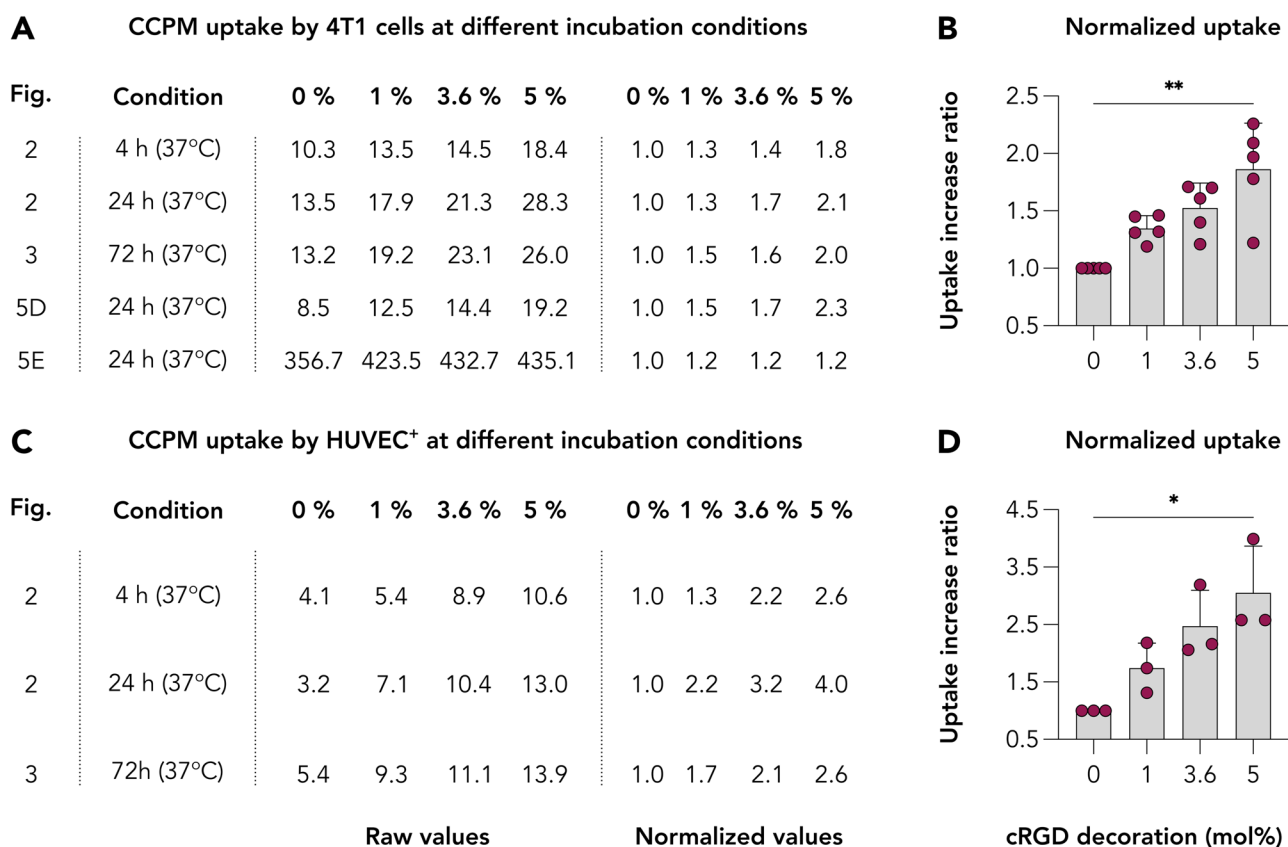 A CCPM uptake by 4T1 cells at different incubation conditions
Fig. Condition 0 % 1 % 3.6 % 5 % 0 % 1 % 3.6 % 5 %
2 4 h (37°C) 10.3 13.5 14.5 18.4 1.0 1.3 1.4 1.8
2 24 h (37°C) 13.5 17.9 21.3 28.3 1.0 1.3 1.7 2.1
3 72 h (37°C) 13.2 19.2 23.1 26.0 1.0 1.5 1.6 2.0
5D 24 h (37°C) 8.5 12.5 14.4 19.2 1.0 1.5 1.7 2.3
5E 24 h (37°C) 356.7 423.5 432.7 435.1 1.0 1.2 1.2 1.2
B Normalized uptake
Uptake increase ratio
**
2.5
2.0
1.5
1.0
0.5
0 1 3.6 5
C CCPM uptake by HUVEC⁺ at different incubation conditions
Fig. Condition 0 % 1 % 3.6 % 5 % 0 % 1 % 3.6 % 5 %
2 4 h (37°C) 4.1 5.4 8.9 10.6 1.0 1.3 2.2 2.6
2 24 h (37°C) 3.2 7.1 10.4 13.0 1.0 2.2 3.2 4.0
3 72h (37°C) 5.4 9.3 11.1 13.9 1.0 1.7 2.1 2.6
Raw values Normalized values
D Normalized uptake
Uptake increase ratio
*
4.5
3.5
2.5
1.5
0.5
0 1 3.6 5
cRGD decoration (mol%)